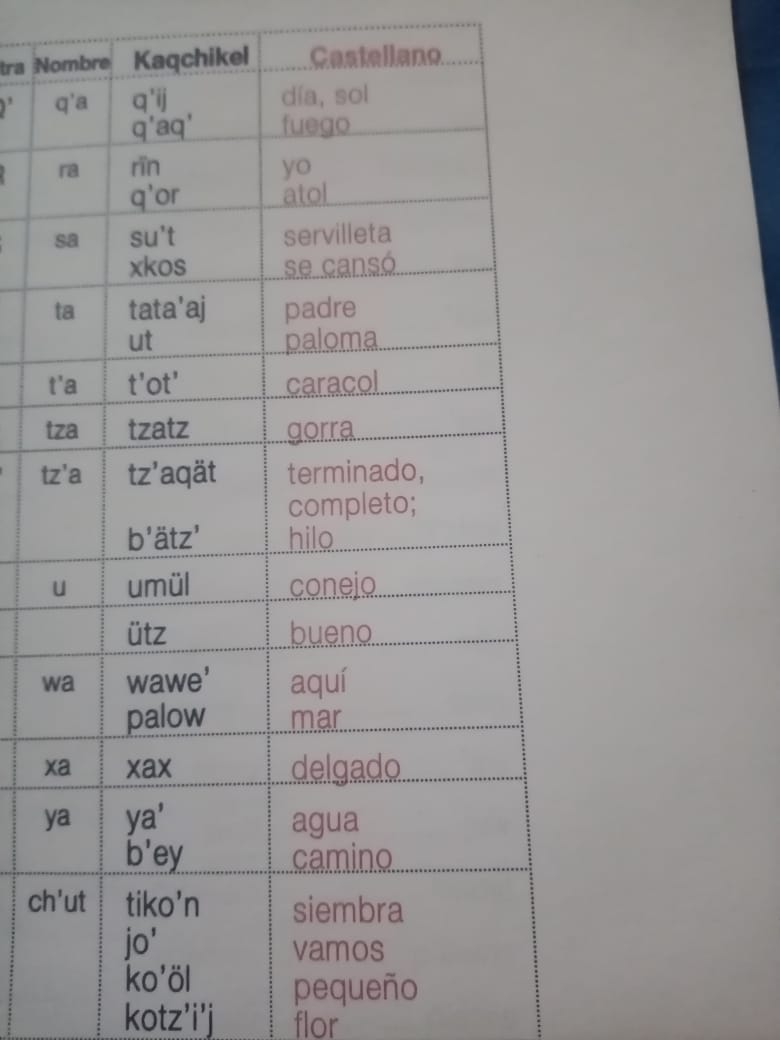 tra Nombre Kaqchikel Castellano
q'a q'ij día, sol
q'aq' fuego
ra rïn yo
q'or atol
sa su't servilleta
xkos se cansó
ta tata'aj padre
ut paloma
t'a t'ot' caracol
tza tzatz gorra
tz'a tz'aqät terminado,
completo;
b'ätz' hilo
u umül conejo
ütz bueno
wa wawe' aquí
palow mar
xa xax delgado
ya ya' agua
b'ey camino
ch'ut tiko'n siembra
jo' vamos
ko'öl pequeño
kotz'i'j flor